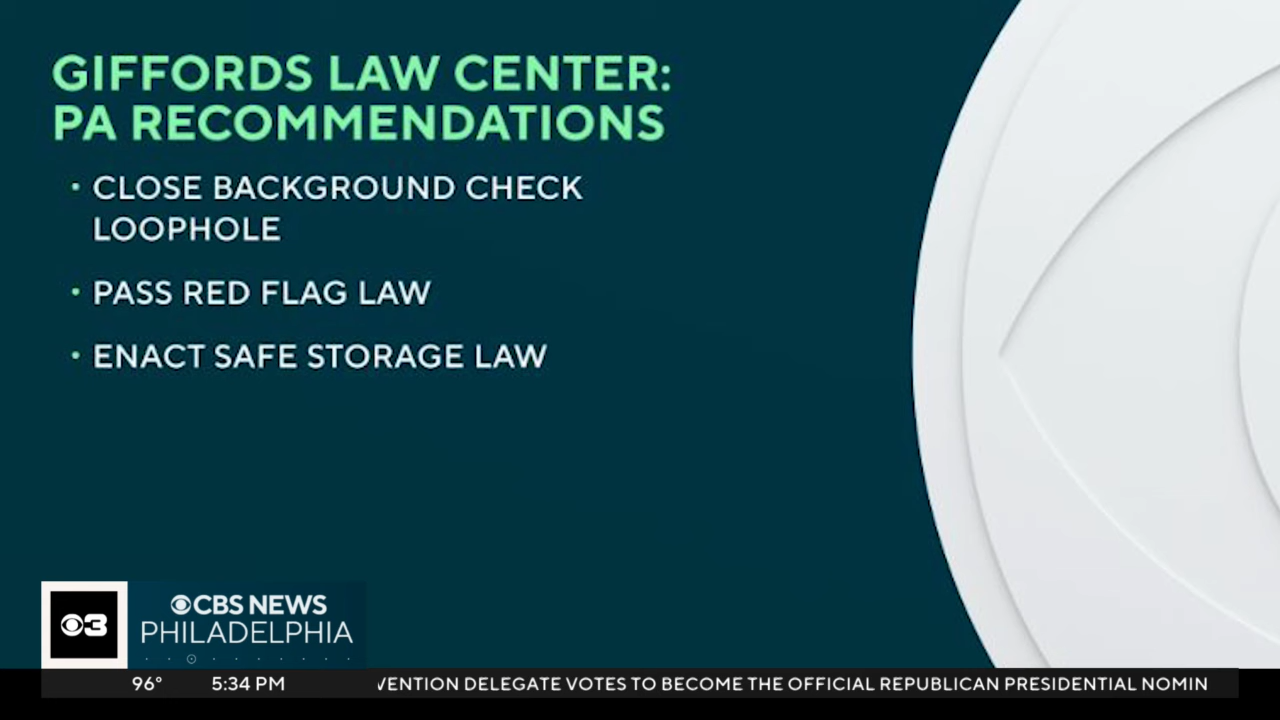 GIFFORDS LAW CENTER:
PA RECOMMENDATIONS
• CLOSE BACKGROUND CHECK
LOOPHOLE
• PASS RED FLAG LAW
• ENACT SAFE STORAGE LAW
3
CBS NEWS
PHILADELPHIA
96° 5:34 PM VENTION DELEGATE VOTES TO BECOME THE OFFICIAL REPUBLICAN PRESIDENTIAL NOMIN